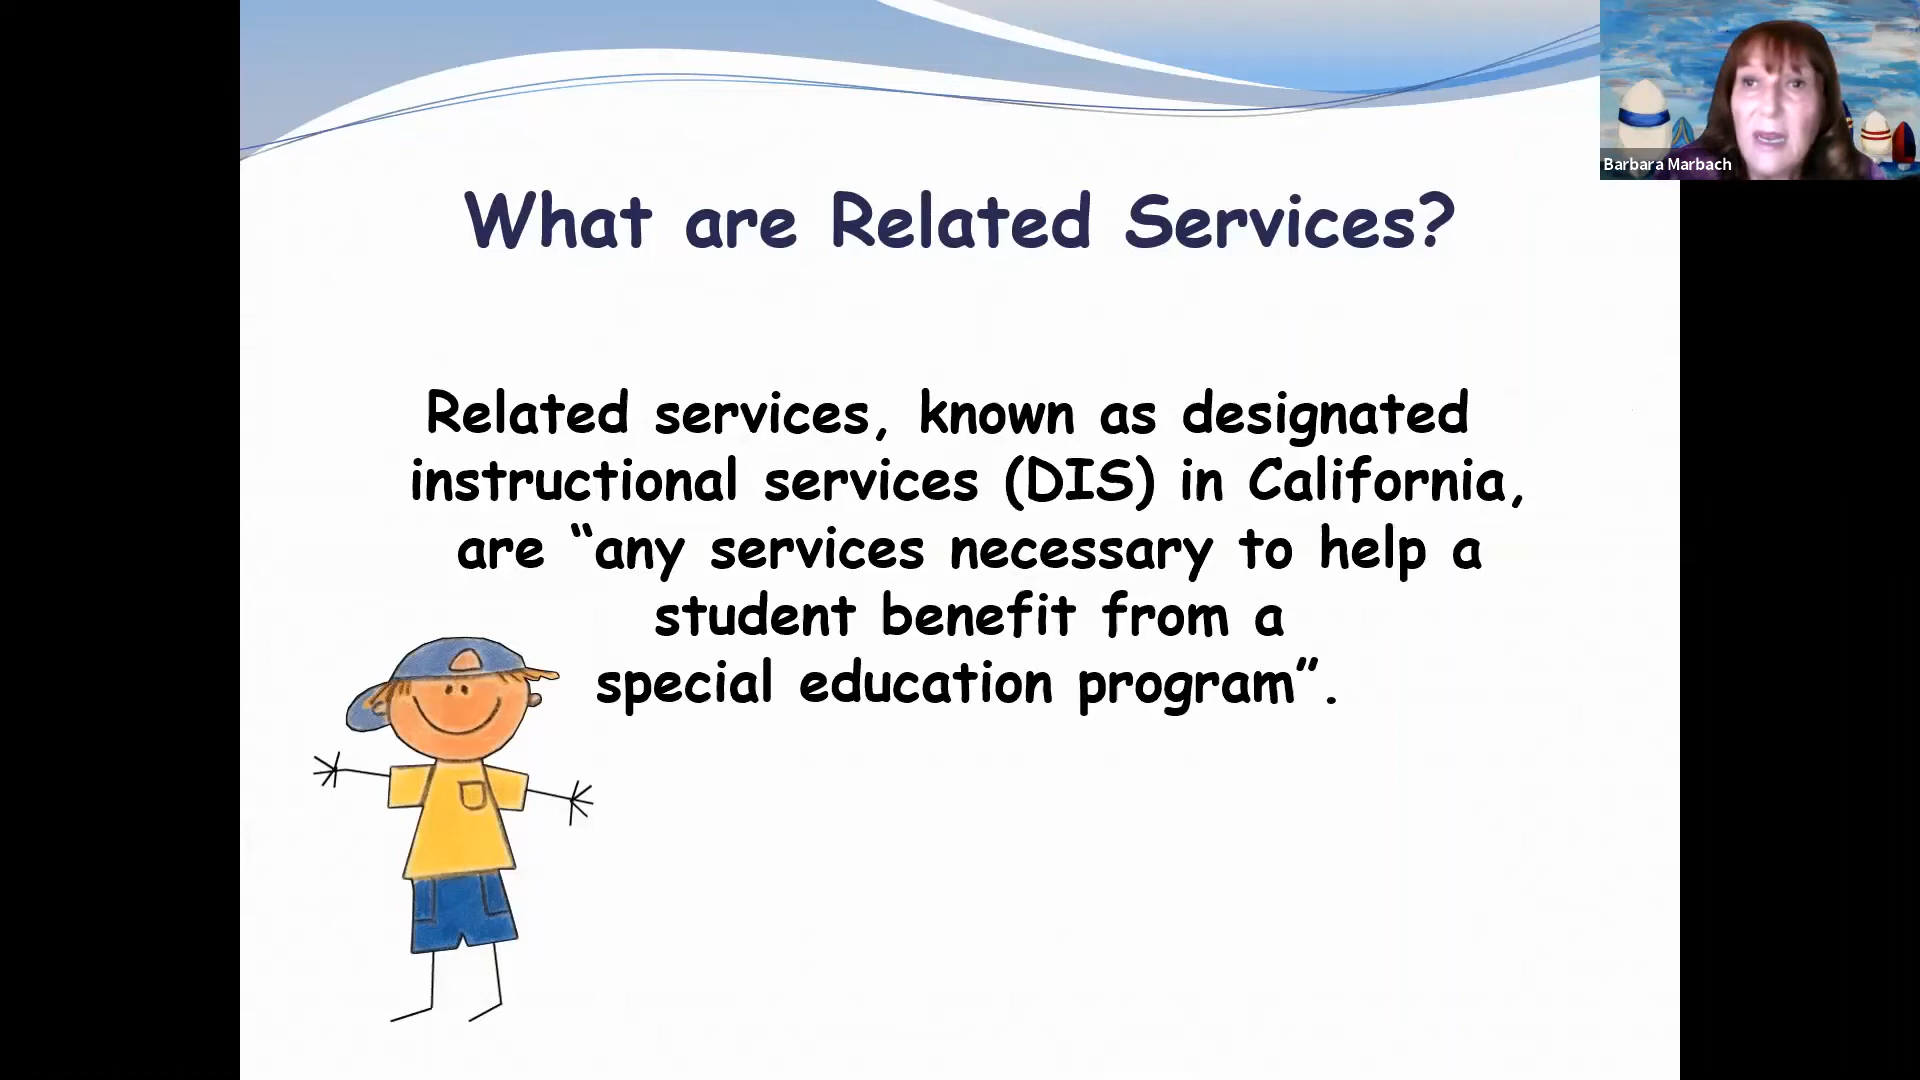 Barbara Marbach
What are Related Services?
Related services, known as designated
instructional services (DIS) in California,
are “any services necessary to help a
student benefit from a
special education program”.